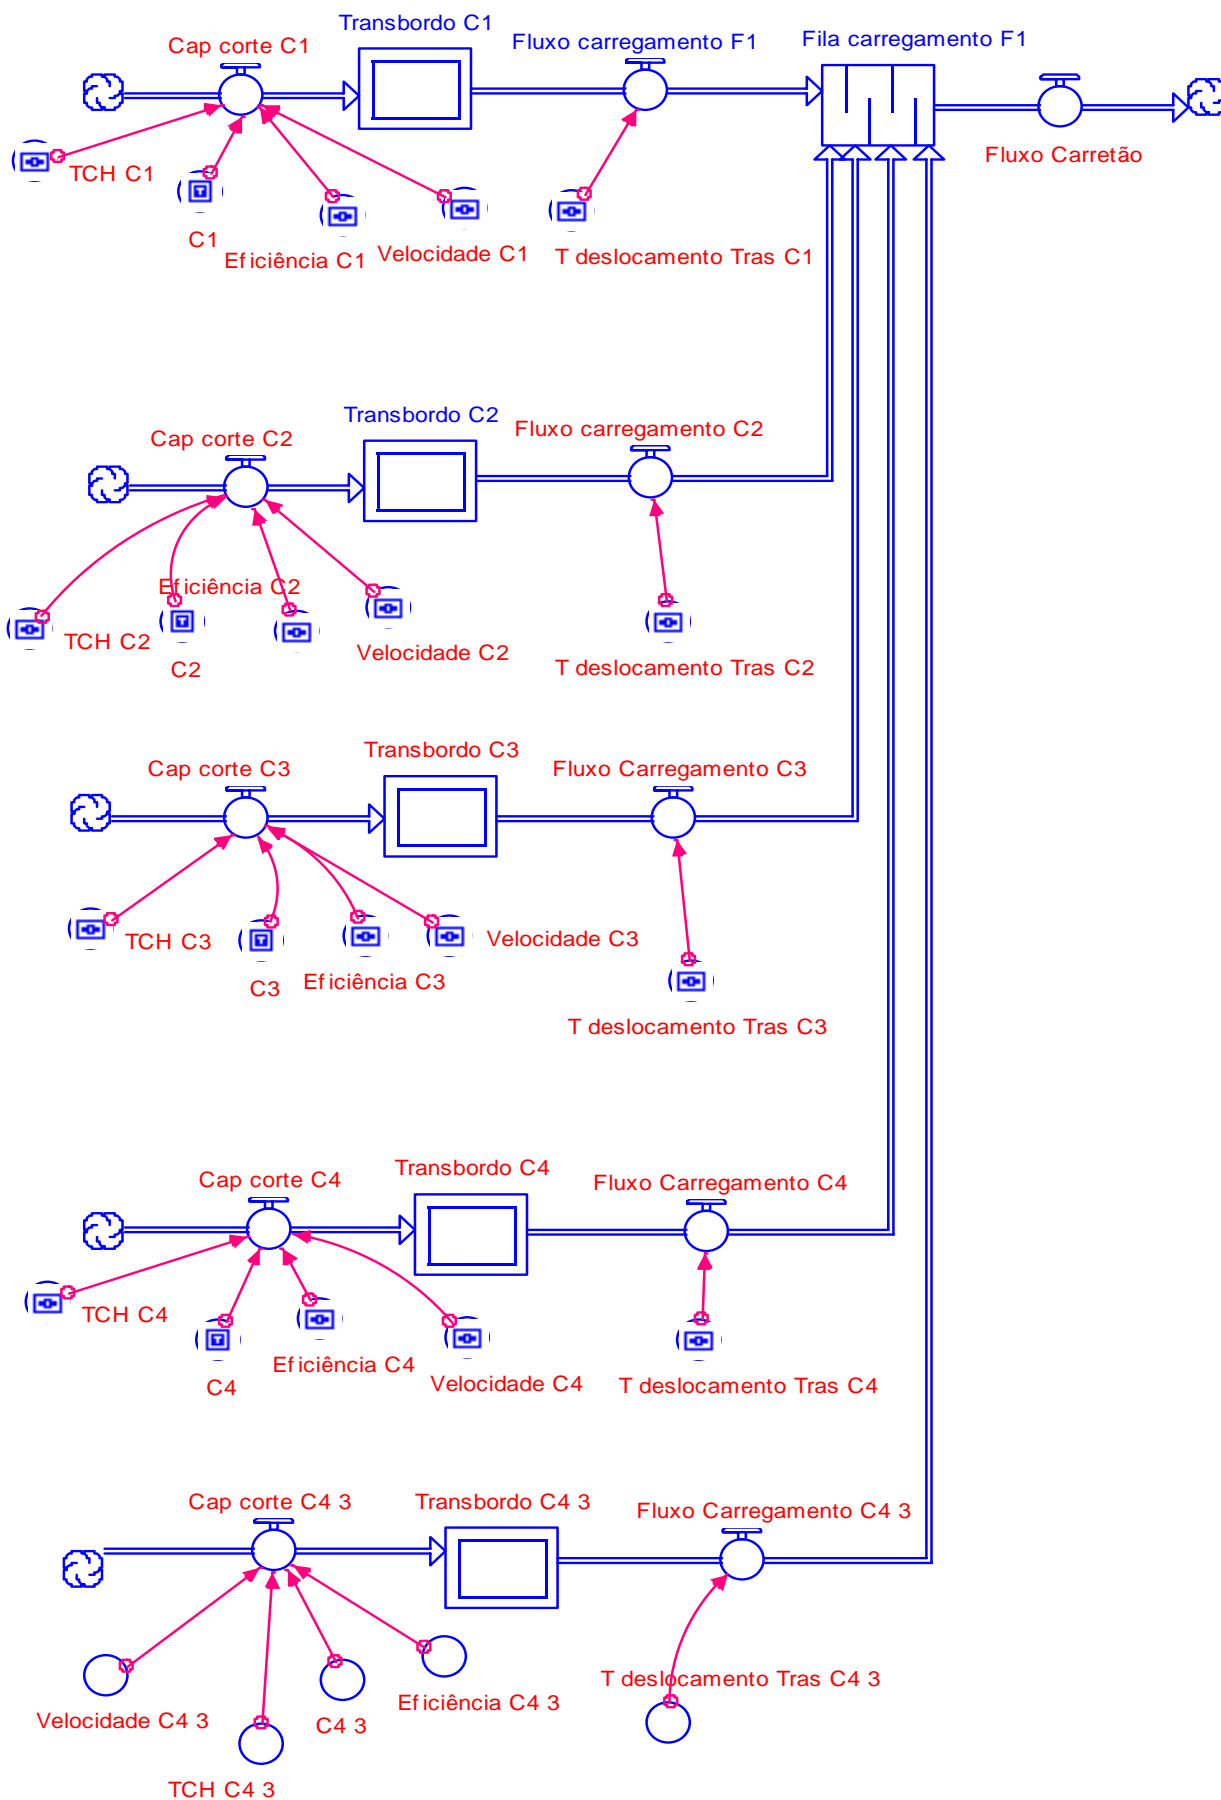 Transbordo C1
Cap corte C1
Fluxo carregamento F1
Fila carregamento F1
Fluxo Carretão
TCH C1
C1
Eficiência C1
Velocidade C1
T deslocamento Tras C1
Transbordo C2
Cap corte C2
Fluxo carregamento C2
Eficiência C2
TCH C2
C2
Velocidade C2
T deslocamento Tras C2
Transbordo C3
Cap corte C3
Fluxo Carregamento C3
TCH C3
C3
Eficiência C3
Velocidade C3
T deslocamento Tras C3
Transbordo C4
Cap corte C4
Fluxo Carregamento C4
TCH C4
C4
Eficiência C4
Velocidade C4
T deslocamento Tras C4
Cap corte C4 3
Transbordo C4 3
Fluxo Carregamento C4 3
Velocidade C4 3
TCH C4 3
C4 3
Eficiência C4 3
T deslocamento Tras C4 3